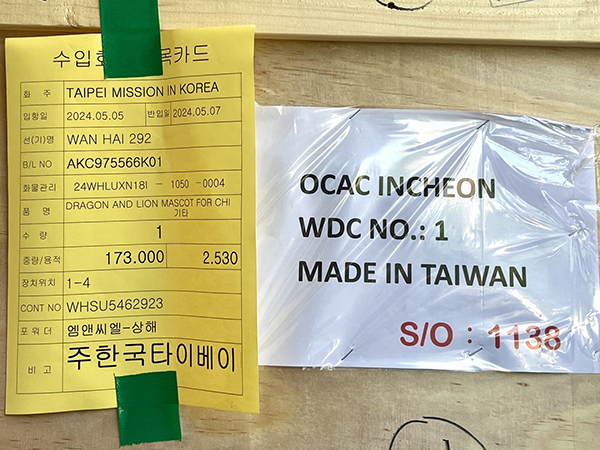 수입화 목카드
화 주 TAIPEI MISSION IN KOREA
입항일 2024.05.05 반입일 2024.05.07
선(기)명 WAN HAI 292
B/L NO AKC975566K01
화물관리 24WHLUXN18I - 1050 -0004
품 명 DRAGON AND LION MASCOT FOR CHI
기타
수 량 1
중량/용적 173.000 2.530
장치위치 1-4
CONT NO WHSU5462923
포 워 더 엠앤씨엘-상해
비 고 주한국타이베이
OCAC INCHEON
WDC NO.: 1
MADE IN TAIWAN
S/O : 1138